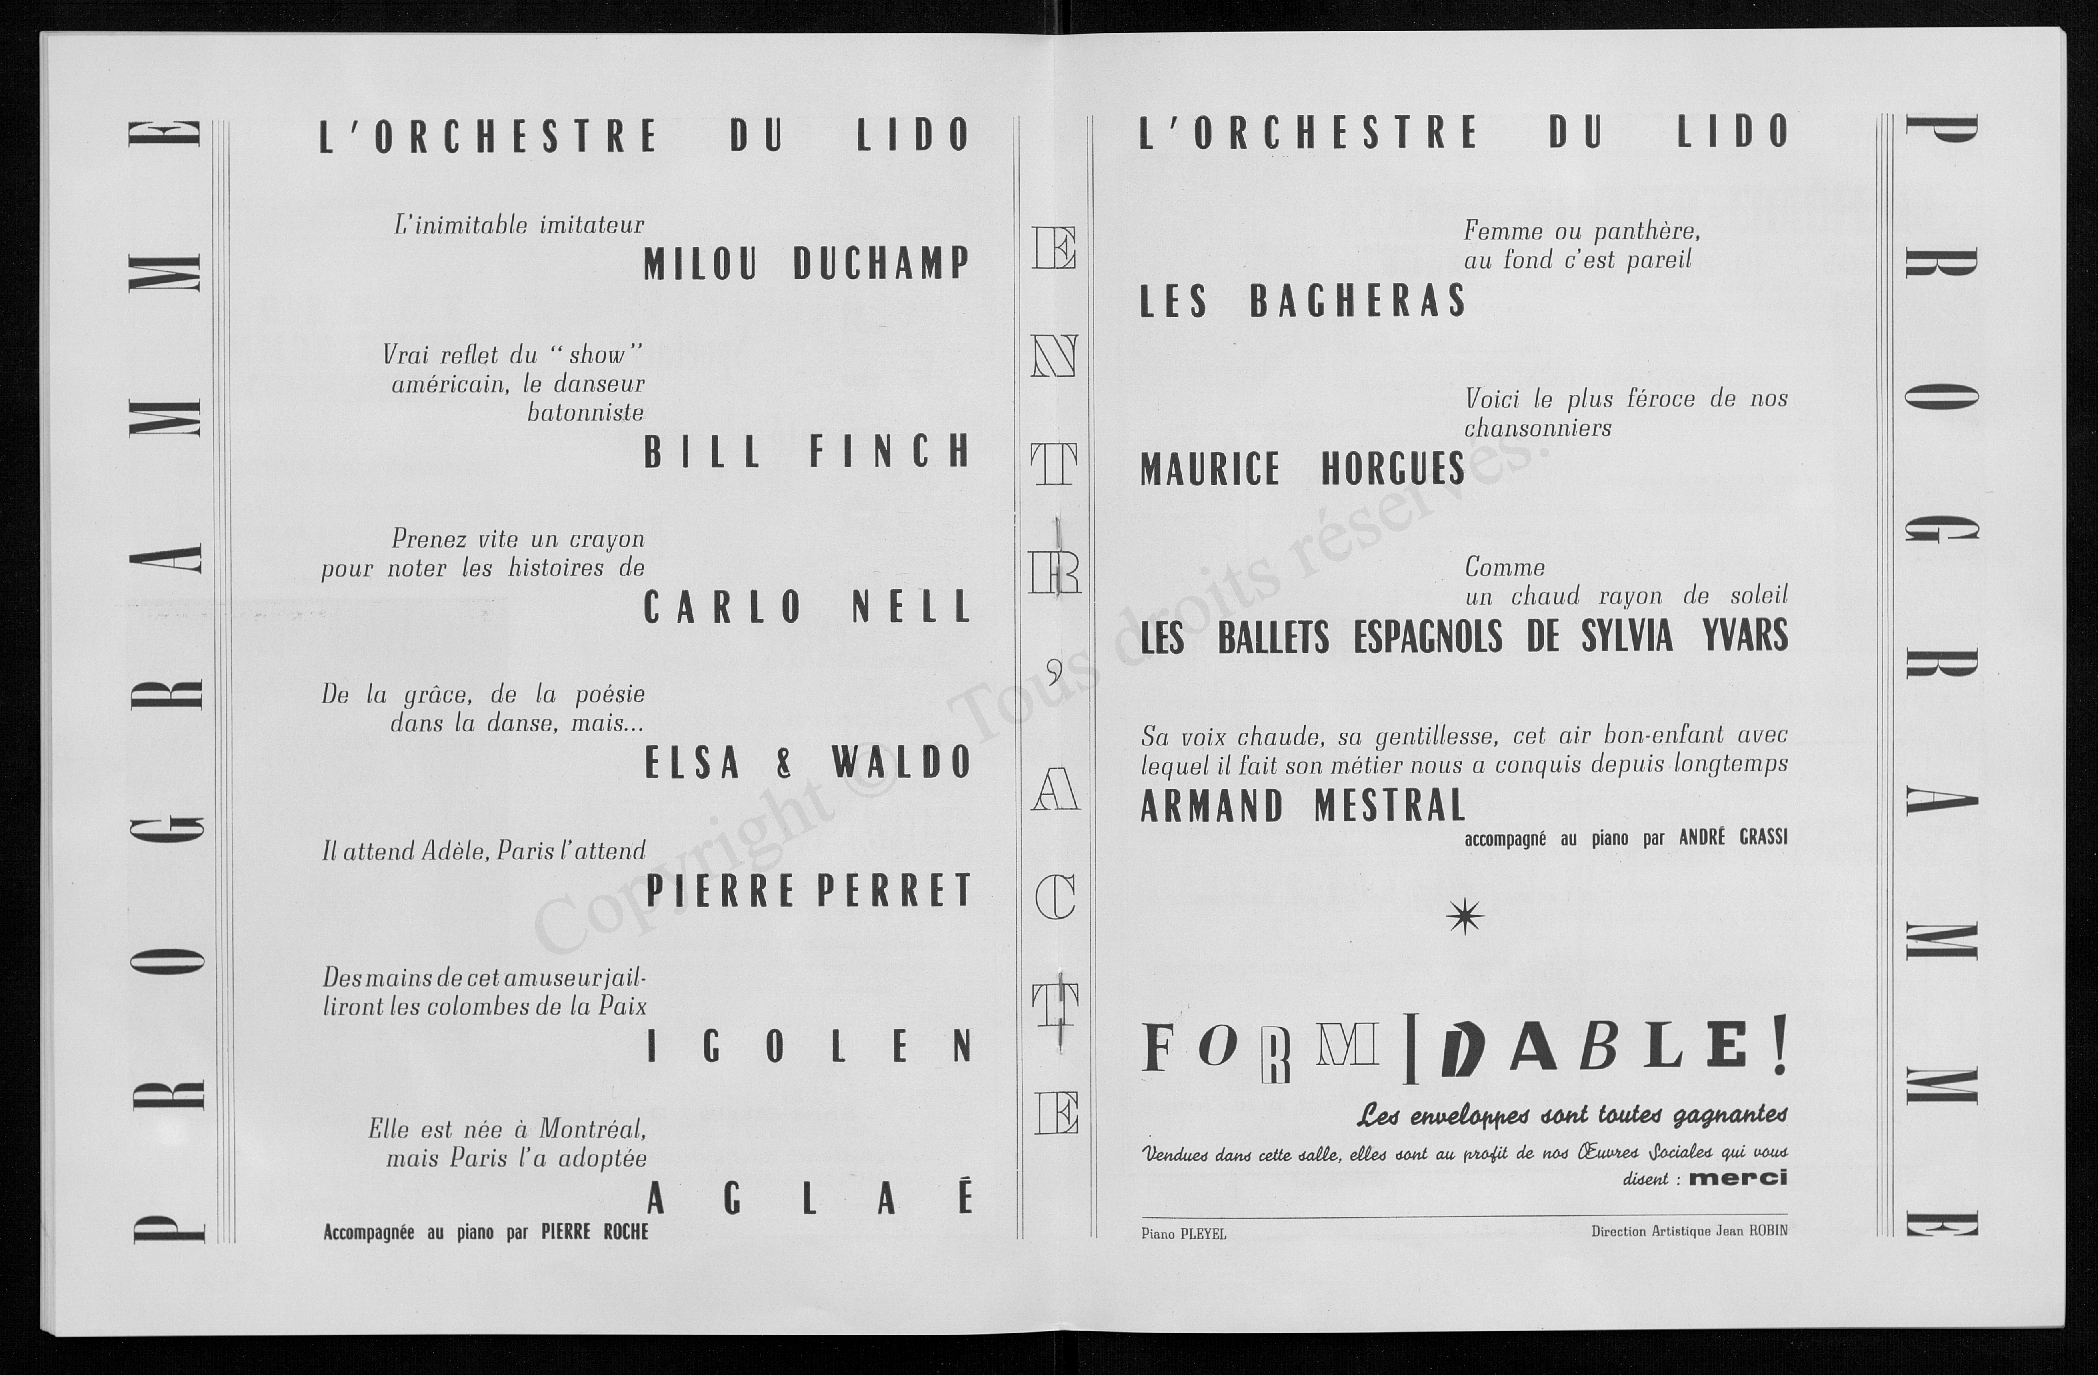 PROGRAMME
L'ORCHESTRE DU LIDO
L'inimitable imitateur
MILOU DUCHAMP
Vrai reflet du “ show ”
américain, le danseur
batonniste
BILL FINCH
Prenez vite un crayon
pour noter les histoires de
CARLO NELL
De la grâce, de la poésie
dans la danse, mais...
ELSA & WALDO
Il attend Adèle, Paris l'attend
PIERRE PERRET
Des mains de cet amuseur jail-
liront les colombes de la Paix
IGOLEN
Elle est née à Montréal,
mais Paris l'a adoptée
AGLAÉ
Accompagnée au piano par PIERRE ROCHE
ENTR'ACTE
L'ORCHESTRE DU LIDO
Femme ou panthère,
au fond c'est pareil
LES BAGHERAS
Voici le plus féroce de nos
chansonniers
MAURICE HORGUES
Comme
un chaud rayon de soleil
LES BALLETS ESPAGNOLS DE SYLVIA YVARS
Sa voix chaude, sa gentillesse, cet air bon-enfant avec
lequel il fait son métier nous a conquis depuis longtemps
ARMAND MESTRAL
accompagné au piano par ANDRÉ GRASSI
FORMIDABLE!
Les enveloppes sont toutes gagnantes
Vendues dans cette salle, elles sont au profit de nos Œuvres Sociales qui vous
disent : merci
Piano PLEYEL
Direction Artistique Jean ROBIN
PROGRAMME
Copyright © - Tous droits réservés.